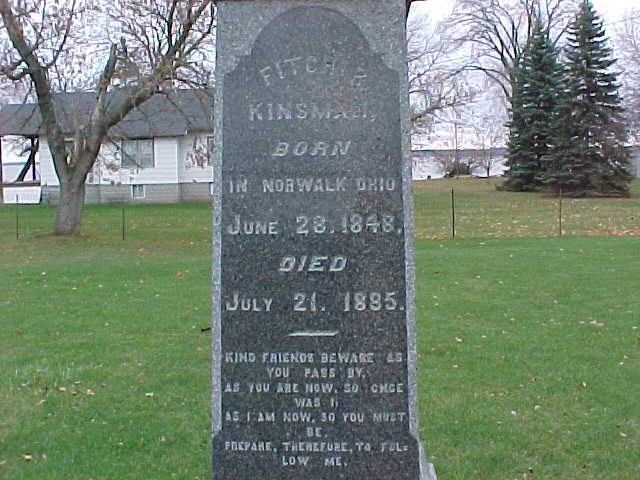 FITCH
KINSMAN,
BORN
IN NORWALK OHIO
JUNE 28, 1848.
DIED
JULY 21, 1885.
KIND FRIENDS BEWARE AS
YOU PASS BY,
AS YOU ARE NOW, SO ONCE
WAS I,
AS I AM NOW, SO YOU MUST
BE.
PREPARE, THEREFORE, TO FOL-
LOW ME.